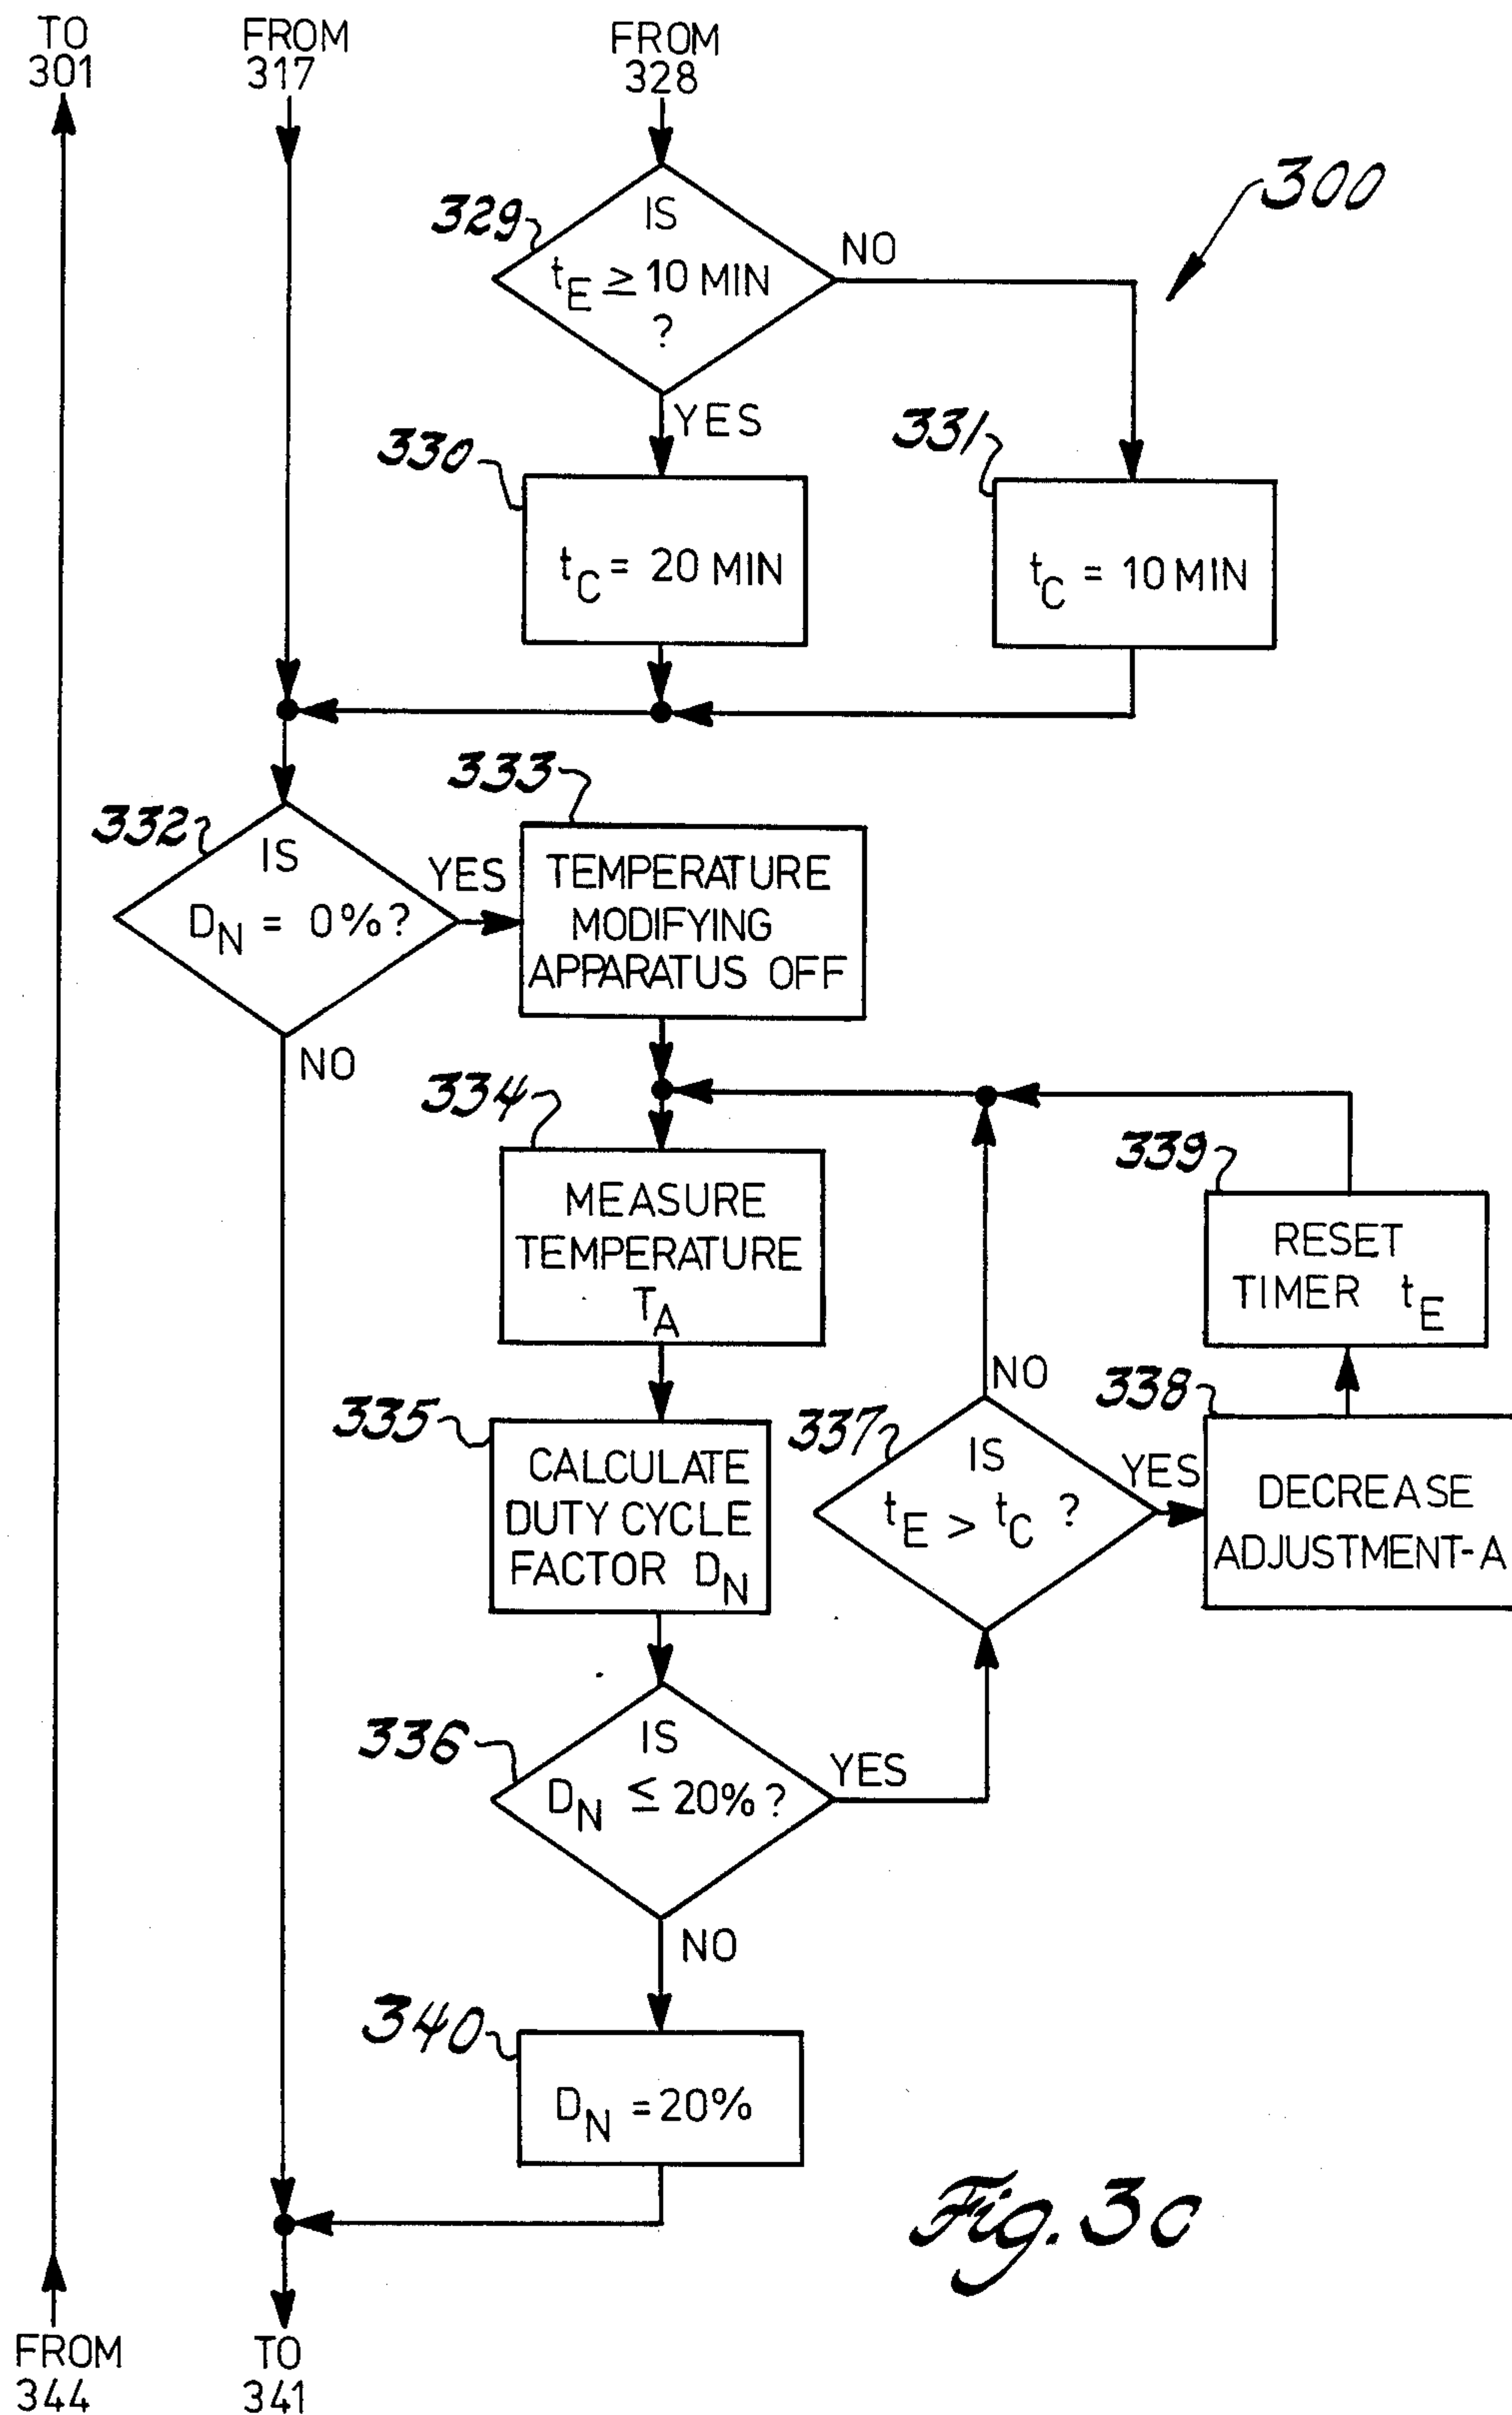 TO
301
FROM
317
FROM
328
300
329
IS
tE ≥ 10 MIN
?
NO
YES
330
tC = 20 MIN
331
tC = 10 MIN
332
IS
DN = 0%?
YES
NO
333
TEMPERATURE
MODIFYING
APPARATUS OFF
334
MEASURE
TEMPERATURE
TA
335
CALCULATE
DUTY CYCLE
FACTOR DN
336
IS
DN ≤ 20%?
YES
NO
337
IS
tE > tC ?
NO
YES
338
DECREASE
ADJUSTMENT-A
339
RESET
TIMER tE
340
DN = 20%
Fig. 3c
FROM
344
TO
341